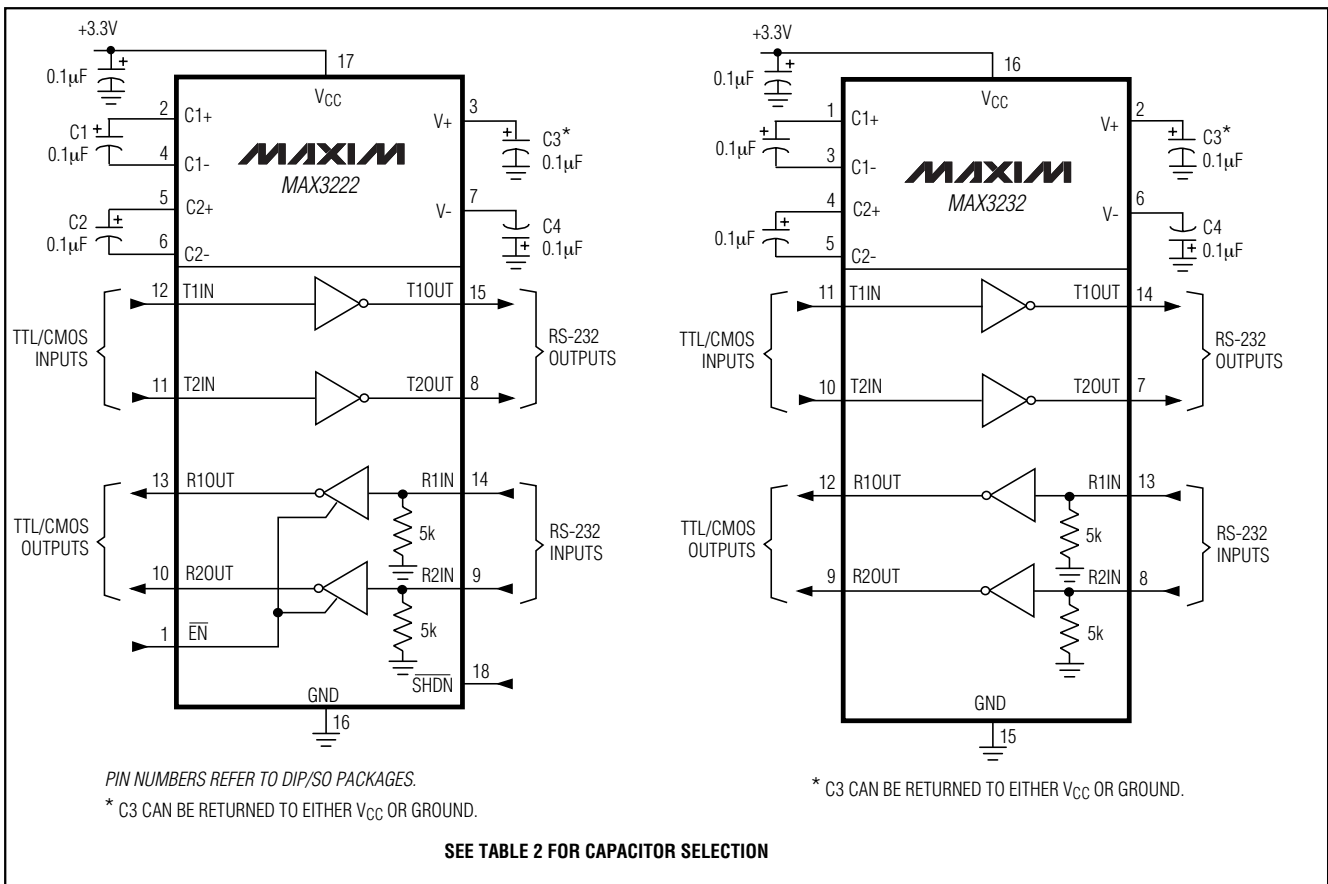 +3.3V
0.1µF
+
17
VCC
2
C1+
C1
+
0.1µF
4
C1-
5
C2+
C2
+
0.1µF
6
C2-
MAXIM
MAX3222
3
V+
+
C3*
0.1µF
7
V-
C4
+
0.1µF
12
T1IN
T1OUT
15
TTL/CMOS
INPUTS
RS-232
OUTPUTS
11
T2IN
T2OUT
8
13
R1OUT
R1IN
14
5k
TTL/CMOS
OUTPUTS
RS-232
INPUTS
10
R2OUT
R2IN
9
5k
1
EN
SHDN
18
GND
16
PIN NUMBERS REFER TO DIP/SO PACKAGES.
* C3 CAN BE RETURNED TO EITHER VCC OR GROUND.
+3.3V
0.1µF
+
16
VCC
1
C1+
+
0.1µF
3
C1-
4
C2+
+
0.1µF
5
C2-
MAXIM
MAX3232
2
V+
+
C3*
0.1µF
6
V-
C4
+
0.1µF
11
T1IN
T1OUT
14
TTL/CMOS
INPUTS
RS-232
OUTPUTS
10
T2IN
T2OUT
7
12
R1OUT
R1IN
13
5k
TTL/CMOS
OUTPUTS
RS-232
INPUTS
9
R2OUT
R2IN
8
5k
GND
15
* C3 CAN BE RETURNED TO EITHER VCC OR GROUND.
SEE TABLE 2 FOR CAPACITOR SELECTION